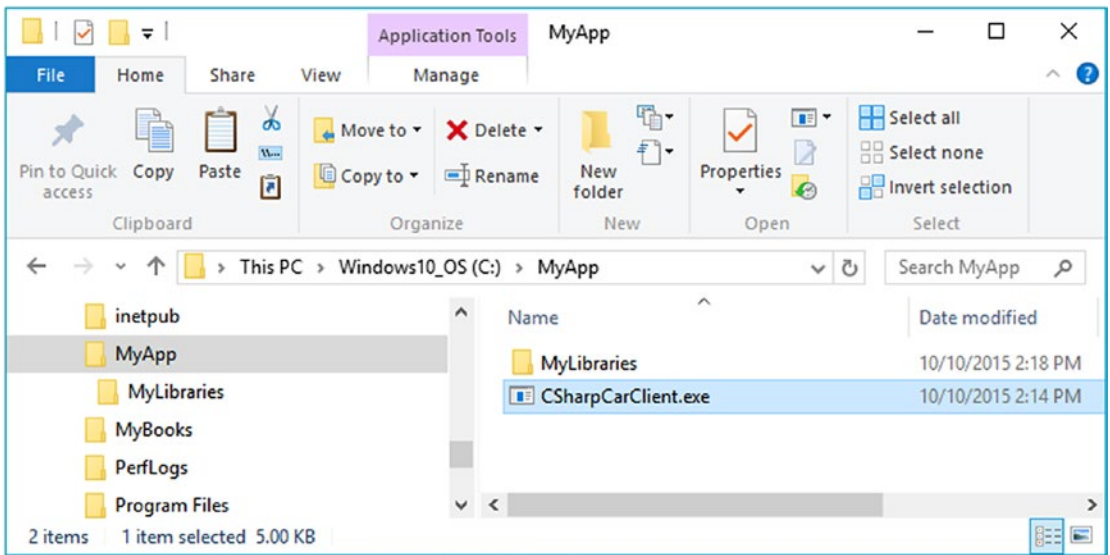 Application Tools MyApp
File Home Share View Manage
Pin to Quick access Copy Paste
Move to Delete
Copy to Rename
New folder
Properties
Select all
Select none
Invert selection
Clipboard Organize New Open Select
This PC > Windows10_OS (C:) > MyApp Search MyApp
inetpub
MyApp
MyLibraries
MyBooks
PerfLogs
Program Files
Name Date modified
MyLibraries 10/10/2015 2:18 PM
CSharpCarClient.exe 10/10/2015 2:14 PM
2 items 1 item selected 5.00 KB